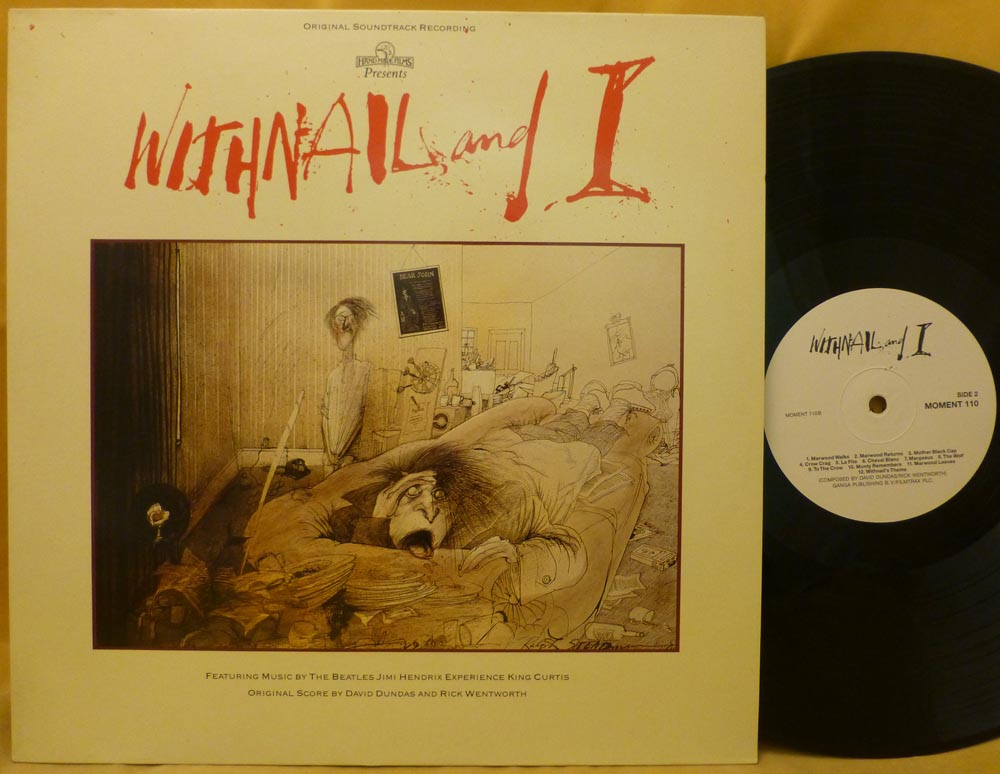 ORIGINAL SOUNDTRACK RECORDING
HANDMADE FILMS
Presents
WITHNAIL and I
DEAR JOHN
Ralph STEADman
FEATURING MUSIC BY THE BEATLES JIMI HENDRIX EXPERIENCE KING CURTIS
ORIGINAL SCORE BY DAVID DUNDAS AND RICK WENTWORTH
WITHNAIL and I
SIDE 2
MOMENT 110
MOMENT 110B
1. Marwood Walks 2. Marwood Returns 3. Mother Black Cap
4. Crow Crag 5. La Fite 6. Cheval Blanc 7. Margeaux 8. The Wolf
9. To The Crow 10. Monty Remembers 11. Marwood Leaves
12. Withnail's Theme
(COMPOSED BY DAVID DUNDAS/RICK WENTWORTH)
GANGA PUBLISHING B.V./FILMTRAX PLC.